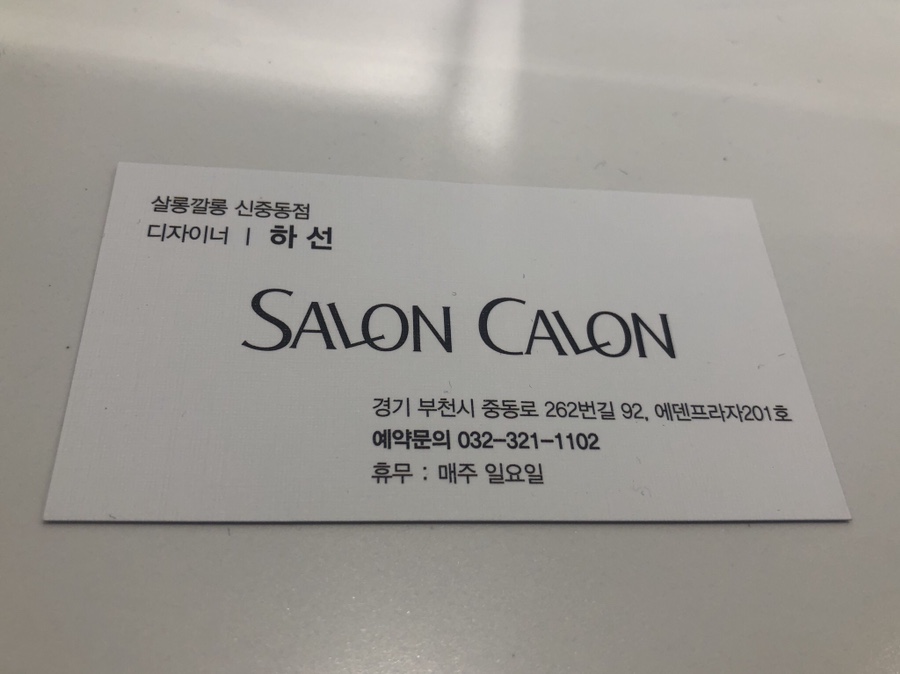 살롱깔롱 신중동점
디자이너 | 하 선
SALON CALON
경기 부천시 중동로 262번길 92, 에덴프라자201호
예약문의 032-321-1102
휴무 : 매주 일요일